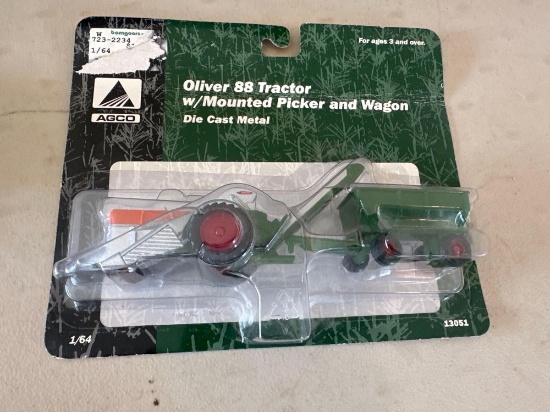 W
723-2234
1/64
For ages 3 and over.
AGCO
Oliver 88 Tractor
w/Mounted Picker and Wagon
Die Cast Metal
1/64
13051